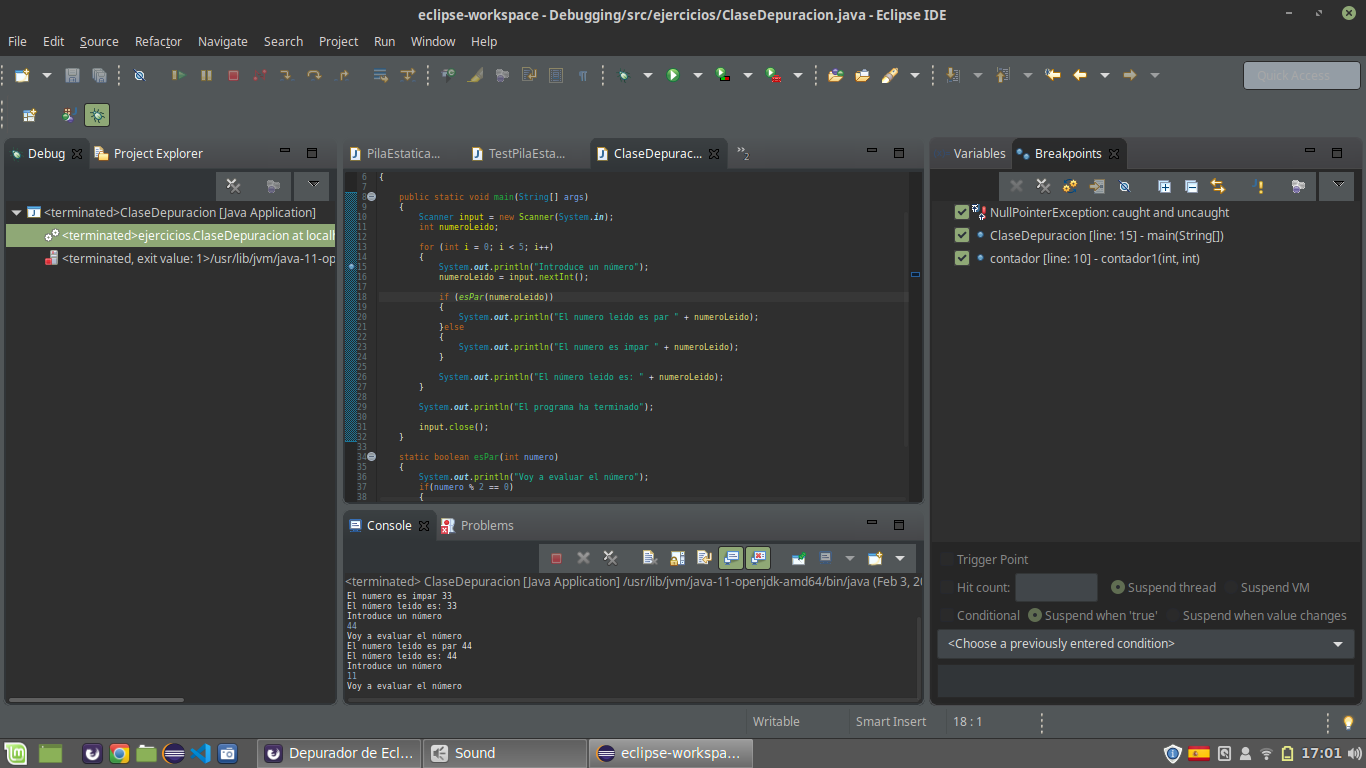 eclipse-workspace - Debugging/src/ejercicios/ClaseDepuracion.java - Eclipse IDE
File Edit Source Refactor Navigate Search Project Run Window Help
Quick Access
Debug Project Explorer
<terminated>ClaseDepuracion [Java Application]
<terminated>ejercicios.ClaseDepuracion at locall
<terminated, exit value: 1>/usr/lib/jvm/java-11-op
PilaEstatica... TestPilaEsta... ClaseDepurac... »2
6 {
7
8 public static void main(String[] args)
9 {
10 Scanner input = new Scanner(System.in);
11 int numeroLeido;
12
13 for (int i = 0; i < 5; i++)
14 {
15 System.out.println("Introduce un número");
16 numeroLeido = input.nextInt();
17
18 if (esPar(numeroLeido))
19 {
20 System.out.println("El numero leido es par " + numeroLeido);
21 }else
22 {
23 System.out.println("El numero es impar " + numeroLeido);
24 }
25
26 System.out.println("El número leido es: " + numeroLeido);
27 }
28
29 System.out.println("El programa ha terminado");
30
31 input.close();
32 }
33
34 static boolean esPar(int numero)
35 {
36 System.out.println("Voy a evaluar el número");
37 if(numero % 2 == 0)
38 {
Console Problems
<terminated> ClaseDepuracion [Java Application] /usr/lib/jvm/java-11-openjdk-amd64/bin/java (Feb 3, 20
El numero es impar 33
El número leido es: 33
Introduce un número
44
Voy a evaluar el número
El numero leido es par 44
El número leido es: 44
Introduce un número
11
Voy a evaluar el número
Variables Breakpoints
NullPointerException: caught and uncaught
ClaseDepuracion [line: 15] - main(String[])
contador [line: 10] - contador1(int, int)
Trigger Point
Hit count: Suspend thread Suspend VM
Conditional Suspend when 'true' Suspend when value changes
<Choose a previously entered condition>
Writable Smart Insert 18 : 1
Depurador de Ecl... Sound eclipse-workspa... 17:01